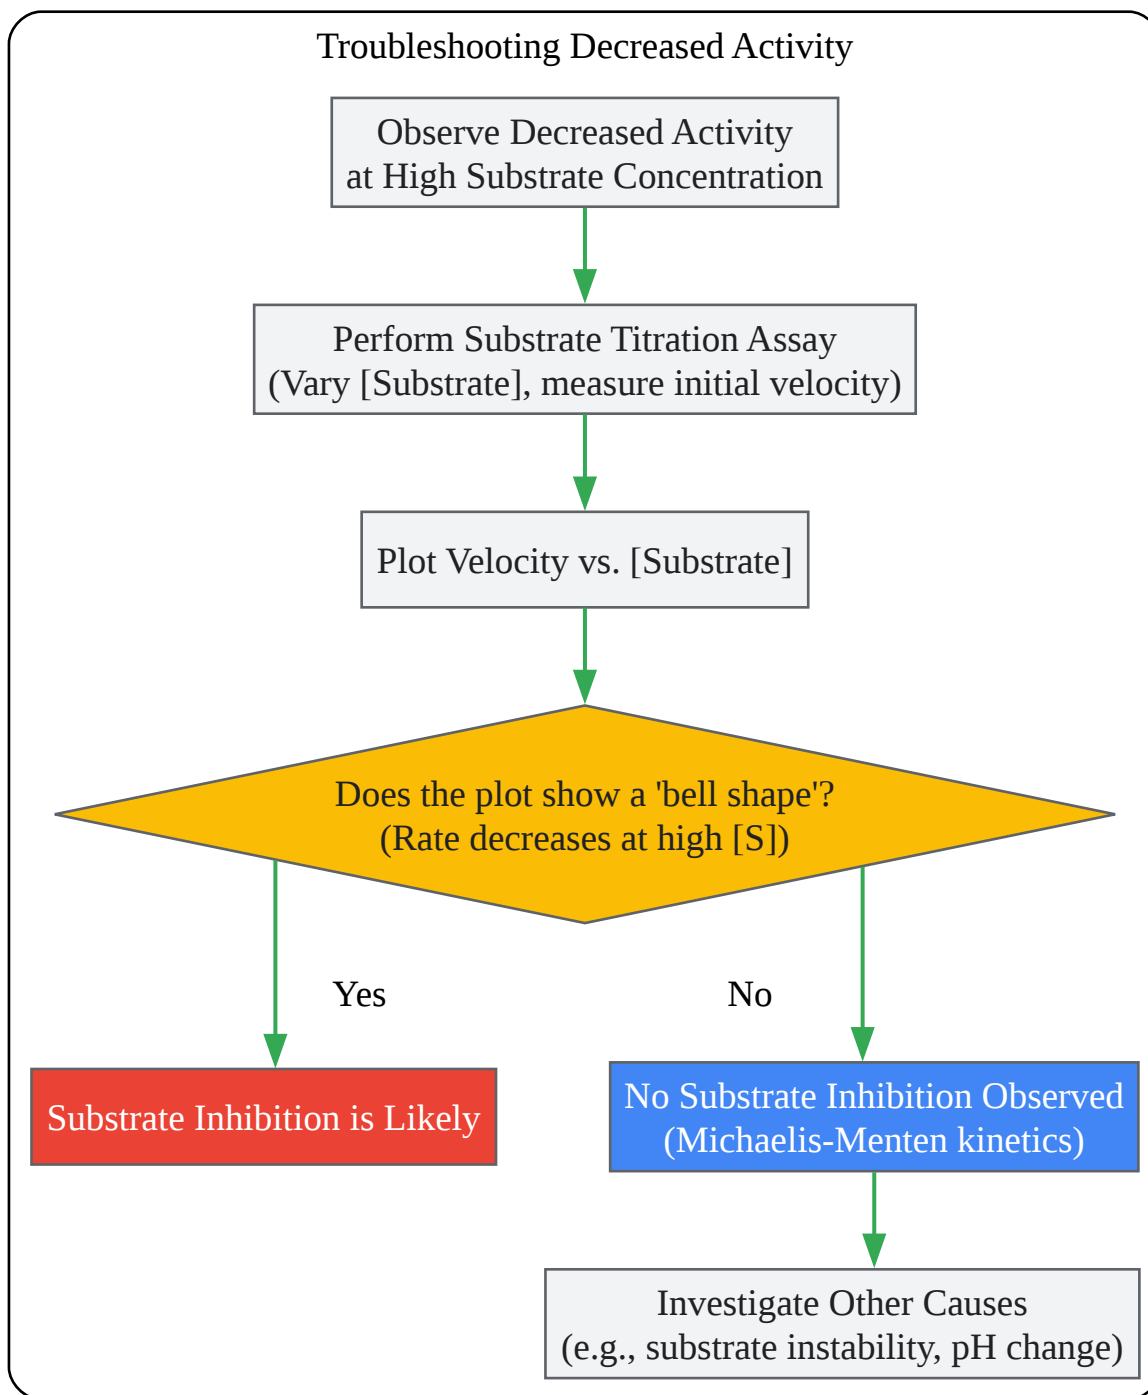 Troubleshooting Decreased Activity
Observe Decreased Activity
at High Substrate Concentration
Perform Substrate Titration Assay
(Vary [Substrate], measure initial velocity)
Plot Velocity vs. [Substrate]
Does the plot show a 'bell shape'?
(Rate decreases at high [S])
Yes
No
Substrate Inhibition is Likely
No Substrate Inhibition Observed
(Michaelis-Menten kinetics)
Investigate Other Causes
(e.g., substrate instability, pH change)